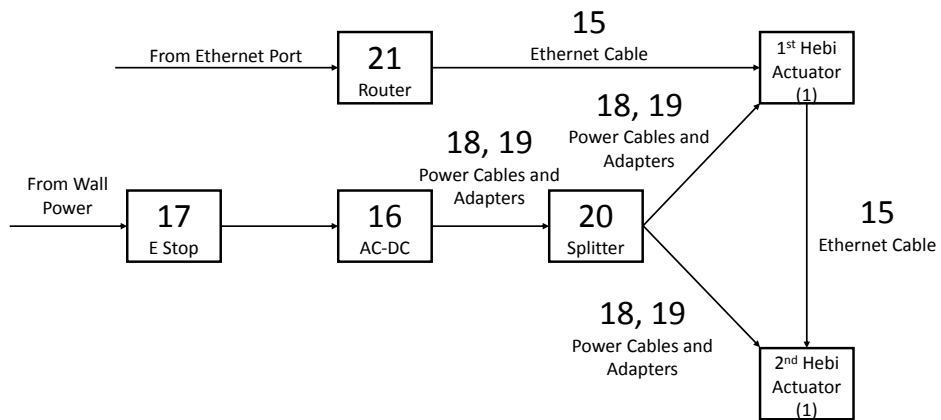 From Ethernet Port
21
Router
15
Ethernet Cable
1st Hebi
Actuator
(1)
18, 19
Power Cables and
Adapters
From Wall
Power
17
E Stop
16
AC-DC
18, 19
Power Cables and
Adapters
20
Splitter
15
Ethernet Cable
18, 19
Power Cables and
Adapters
2nd Hebi
Actuator
(1)